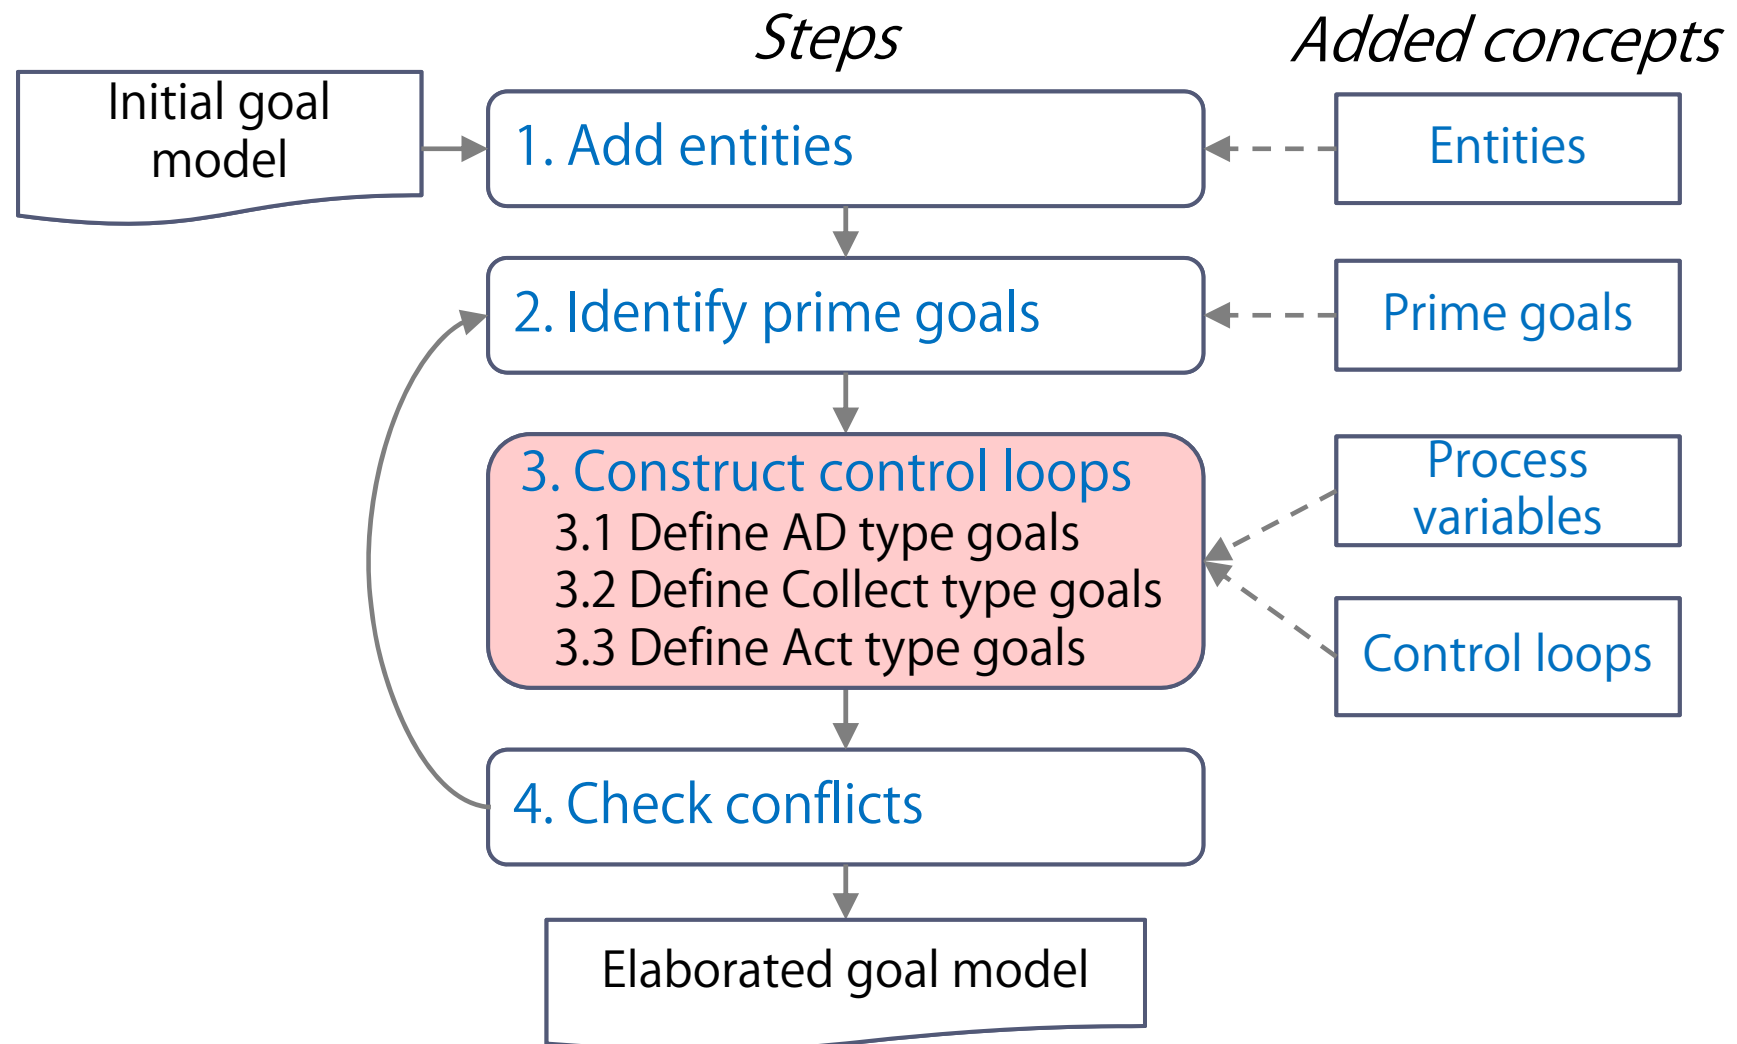 Steps
Added concepts
Initial goal
model
1. Add entities
Entities
2. Identify prime goals
Prime goals
3. Construct control loops
3.1 Define AD type goals
3.2 Define Collect type goals
3.3 Define Act type goals
Process
variables
Control loops
4. Check conflicts
Elaborated goal model